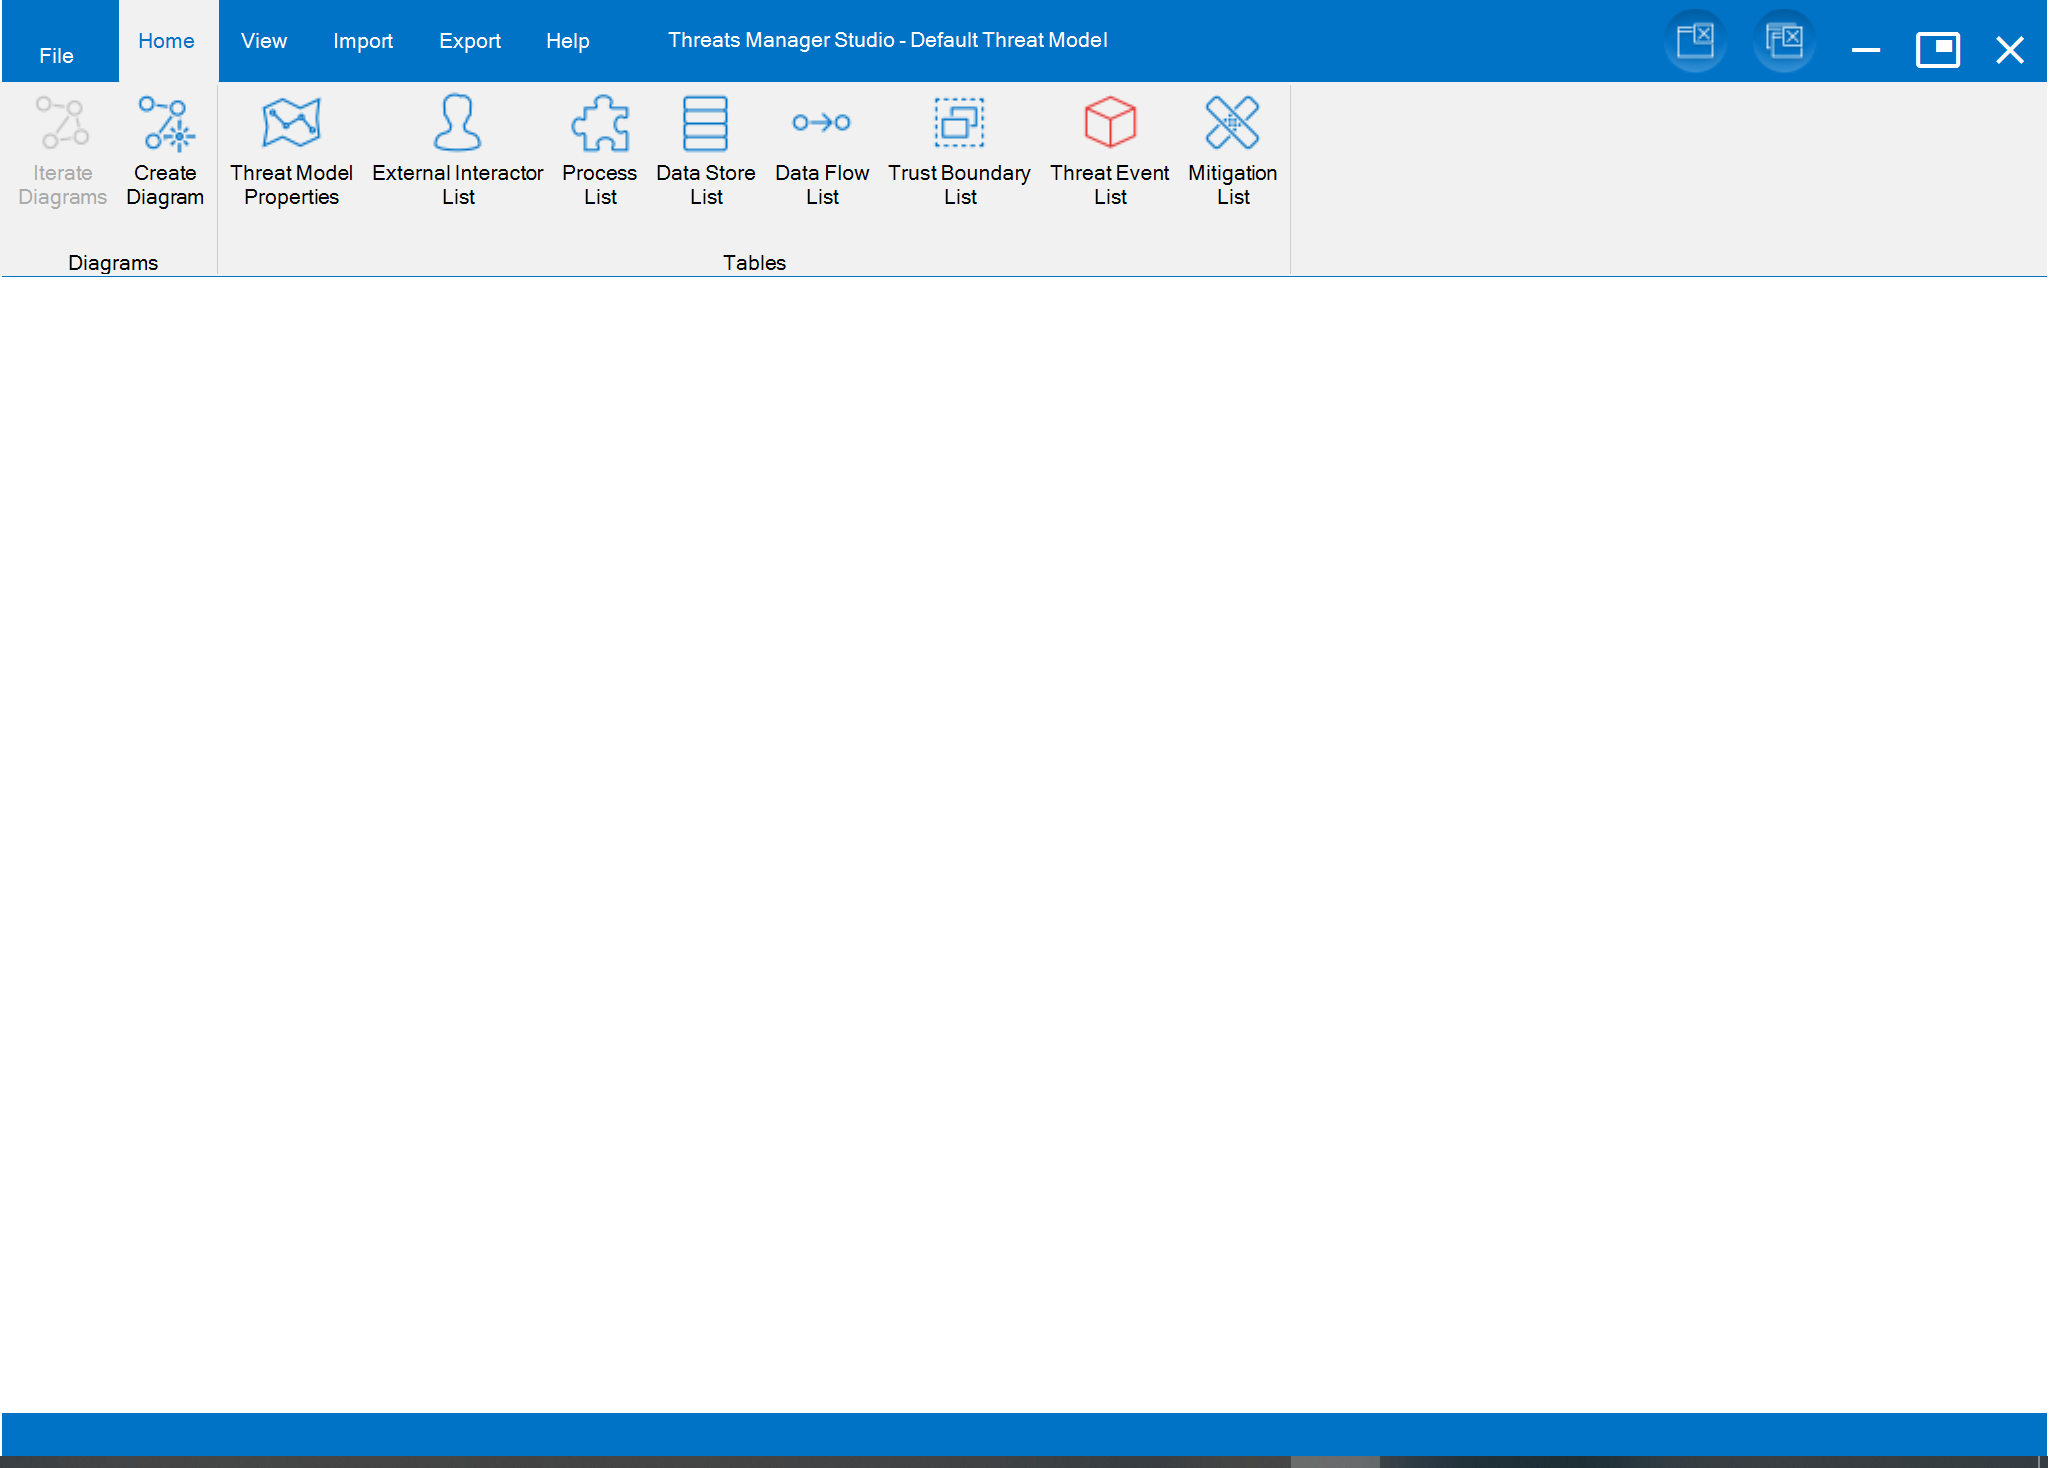 File
Home
View
Import
Export
Help
Threats Manager Studio - Default Threat Model
Iterate
Diagrams
Create
Diagram
Threat Model
Properties
External Interactor
List
Process
List
Data Store
List
Data Flow
List
Trust Boundary
List
Threat Event
List
Mitigation
List
Diagrams
Tables